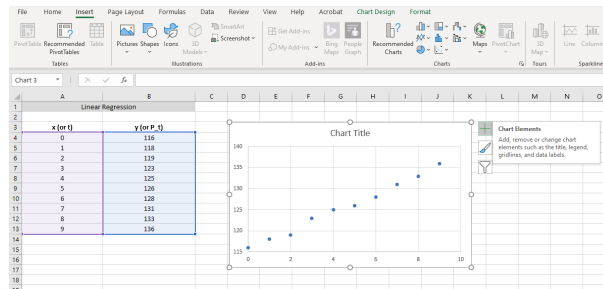 File Home Insert Page Layout Formulas Data Review View Help Acrobat Chart Design Format
PivotTable Recommended PivotTables Table
Pictures Shapes Icons 3D Models
SmartArt
Screenshot
Get Add-ins
My Add-ins
Bing Maps People Graph
Recommended Charts
Maps PivotChart
3D Map
Line Column
Tables Illustrations Add-ins Charts Tours Sparkline
Chart 3 fx
A B C D E F G H I J K L M N O
1 Linear Regression
2
3 x (or t) y (or P_t)
4 0 116
5 1 118
6 2 119
7 3 123
8 4 125
9 5 126
10 6 128
11 7 131
12 8 133
13 9 136
14
15
16
17
18
Chart Title
140
135
130
125
120
115
0 2 4 6 8 10
Chart Elements
Add, remove or change chart
elements such as the title, legend,
gridlines, and data labels.